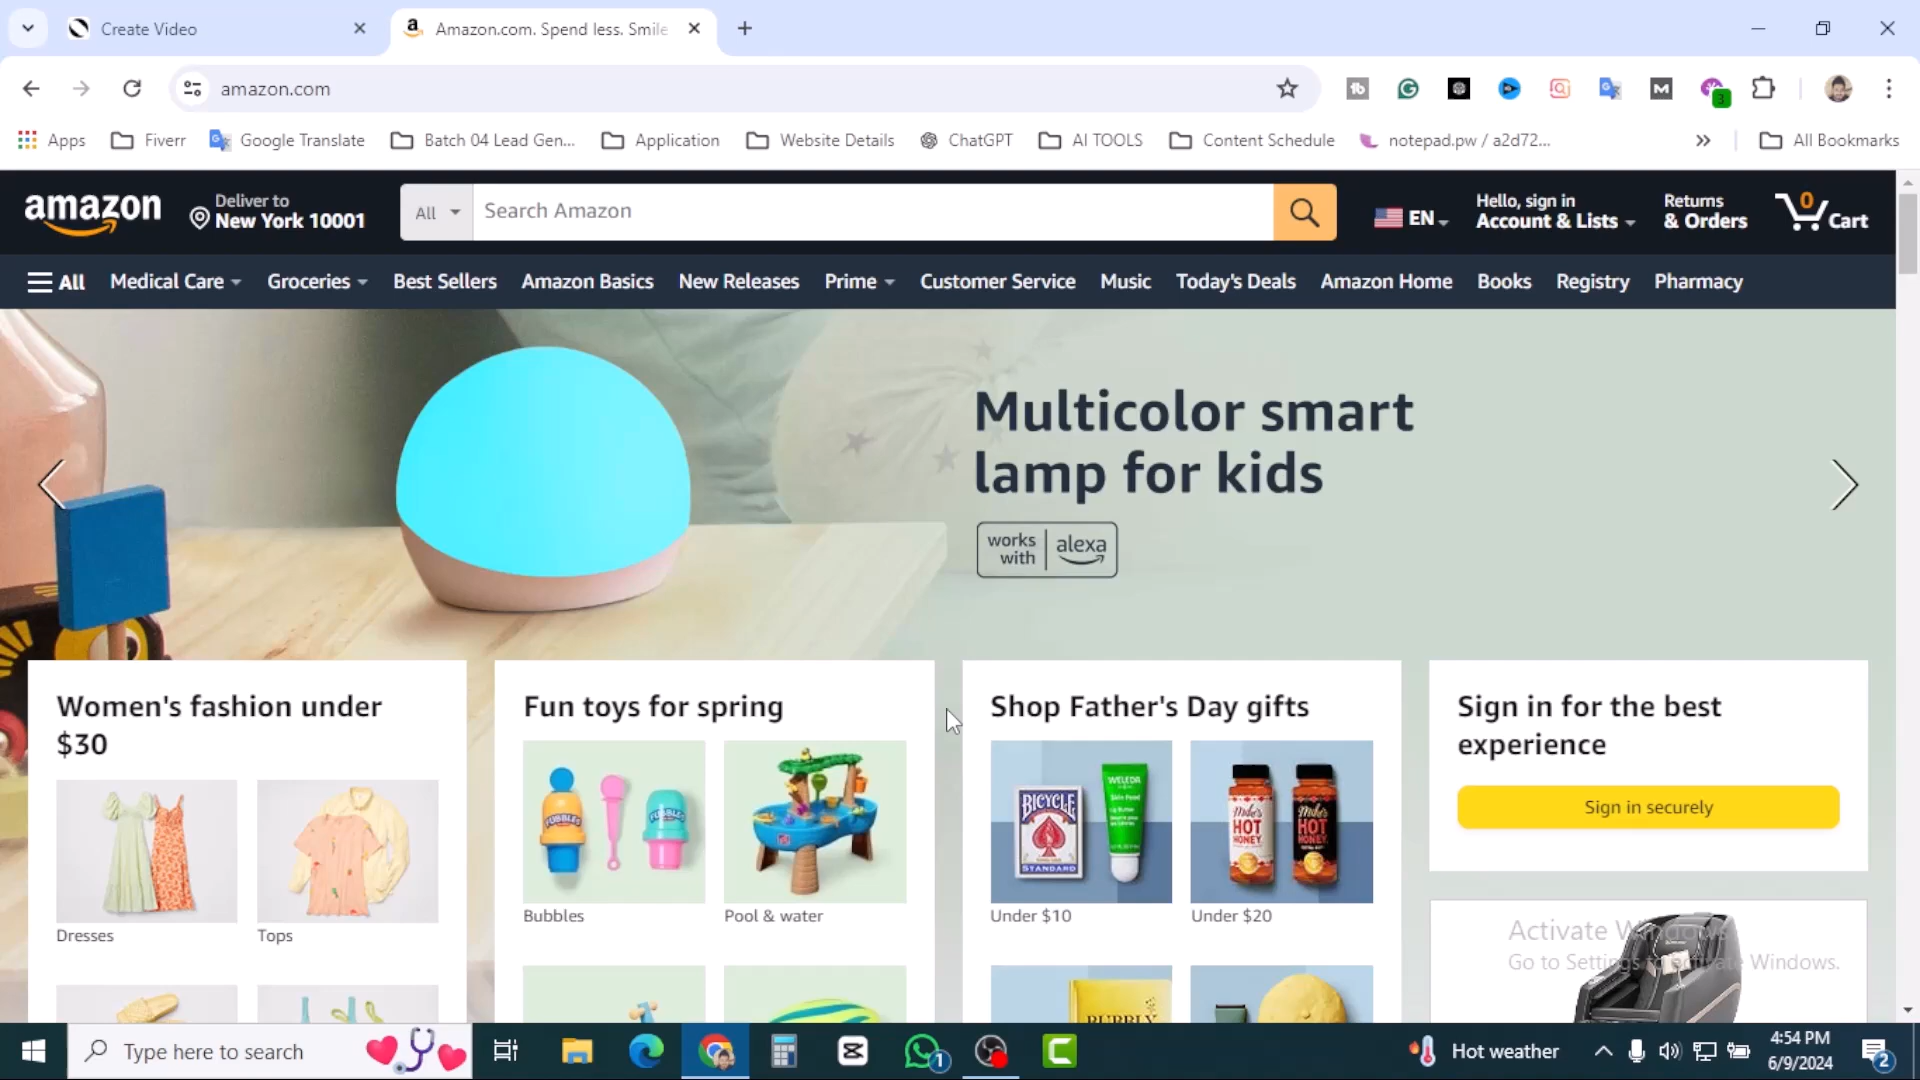 Create Video
Amazon.com. Spend less. Smile
amazon.com
3
Apps
Fiverr
Google Translate
Batch 04 Lead Gen...
Application
Website Details
ChatGPT
AI TOOLS
Content Schedule
notepad.pw / a2d72...
All Bookmarks
amazon
Deliver to
New York 10001
All
Search Amazon
EN
Hello, sign in
Account & Lists
Returns
& Orders
0
Cart
All
Medical Care
Groceries
Best Sellers
Amazon Basics
New Releases
Prime
Customer Service
Music
Today's Deals
Amazon Home
Books
Registry
Pharmacy
Multicolor smart
lamp for kids
works
with
alexa
Women's fashion under
$30
Dresses
Tops
Fun toys for spring
FUBBLES
FUBBLES
Bubbles
Pool & water
Shop Father's Day gifts
BICYCLE
STANDARD
WELEDA
Skin Food
Under $10
Mike's
HOT
HONEY
Mike's
HOT
HONEY
Under $20
Sign in for the best
experience
Sign in securely
Activate Windows
Go to Settings to activate Windows.
Type here to search
1
Hot weather
4:54 PM
6/9/2024
2